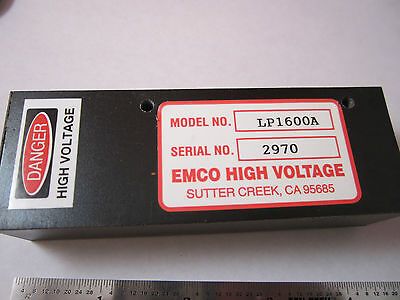 DANGER
HIGH VOLTAGE
MODEL NO. LP1600A
SERIAL NO. 2970
EMCO HIGH VOLTAGE
SUTTER CREEK, CA 95685